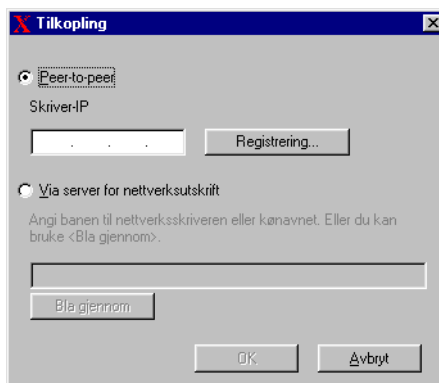 Tilkopling
Peer-to-peer
Skriver-IP
. . .
Registrering...
Via server for nettverksutskrift
Angi banen til nettverksskriveren eller kønavnet. Eller du kan
bruke <Bla gjennom>.
Bla gjennom
OK
Avbryt